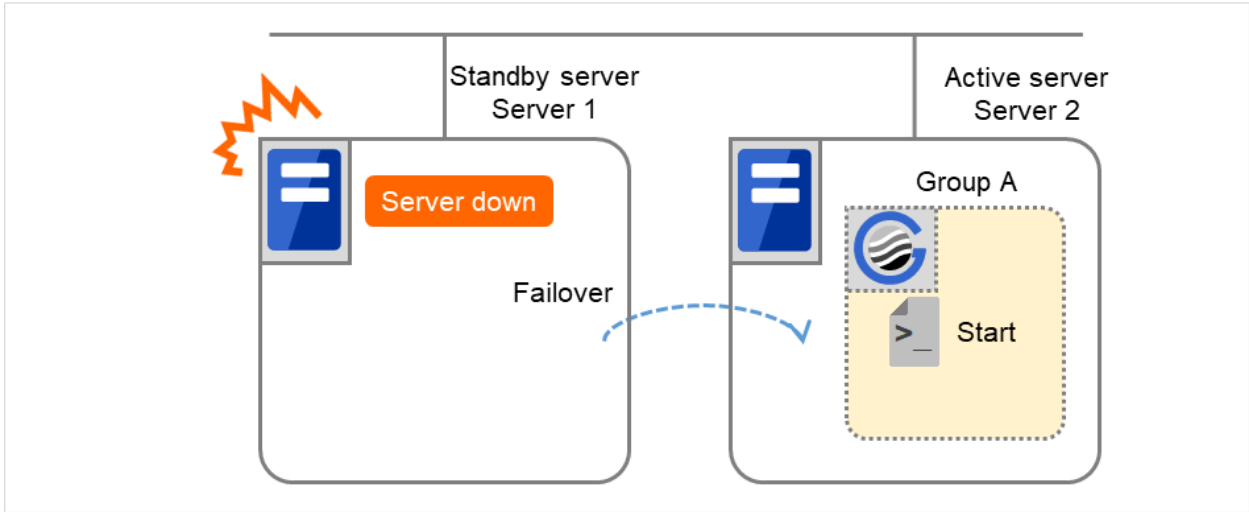 Standby server
Server 1
Active server
Server 2
Server down
Group A
Failover
>_
Start